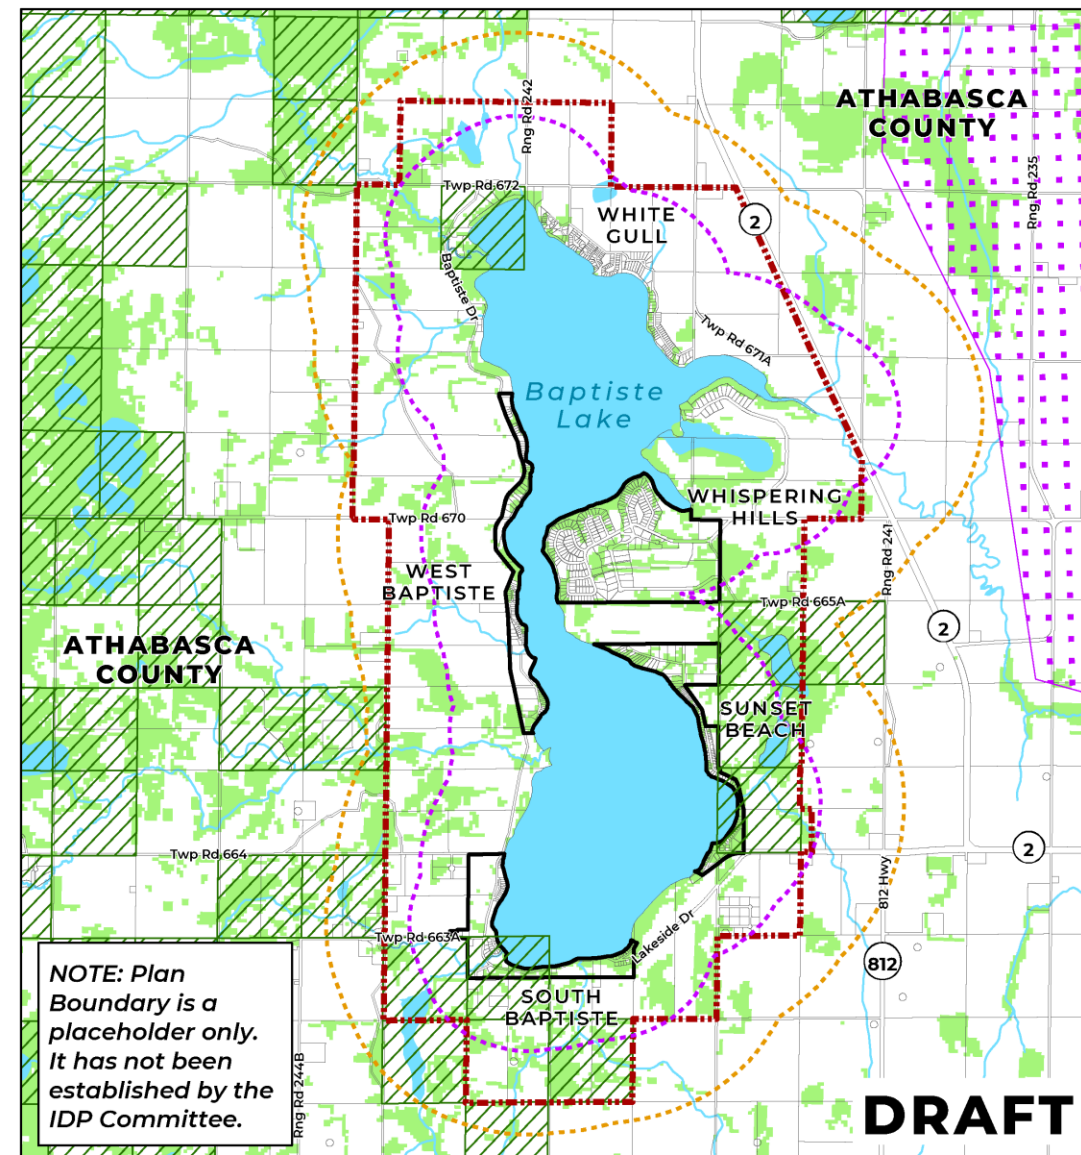 ATHABASCA
COUNTY
Rng Rd 242
Rng Rd 235
Twp Rd 672
WHITE
GULL
2
Baptiste Dr
Twp Rd 671A
Baptiste
Lake
WHISPERING
HILLS
Twp Rd 670
Rng Rd 241
WEST
BAPTISTE
Twp Rd 665A
2
ATHABASCA
COUNTY
SUNSET
BEACH
Twp Rd 664
2
812 Hwy
Twp Rd 663A
Lakeside Dr
812
SOUTH
BAPTISTE
NOTE: Plan
Boundary is a
placeholder only.
It has not been
established by the
IDP Committee.
Rng Rd 244B
DRAFT